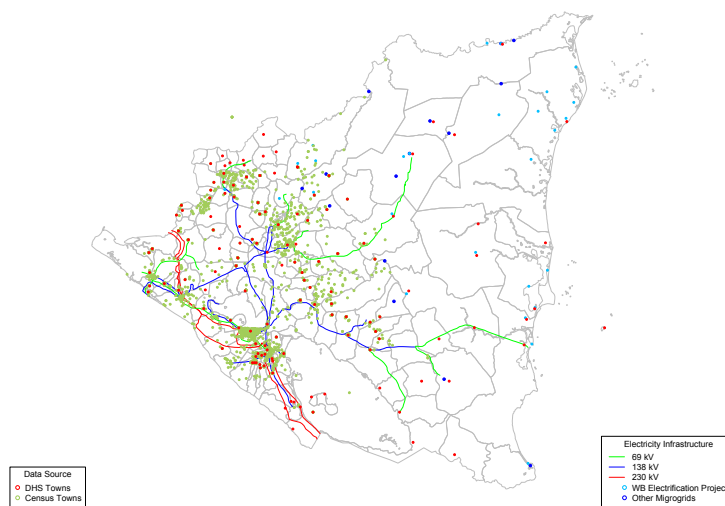 Data Source
DHS Towns
Census Towns
Electricity Infrastructure
69 kV
138 kV
230 kV
WB Electrification Projec
Other Migrogrids